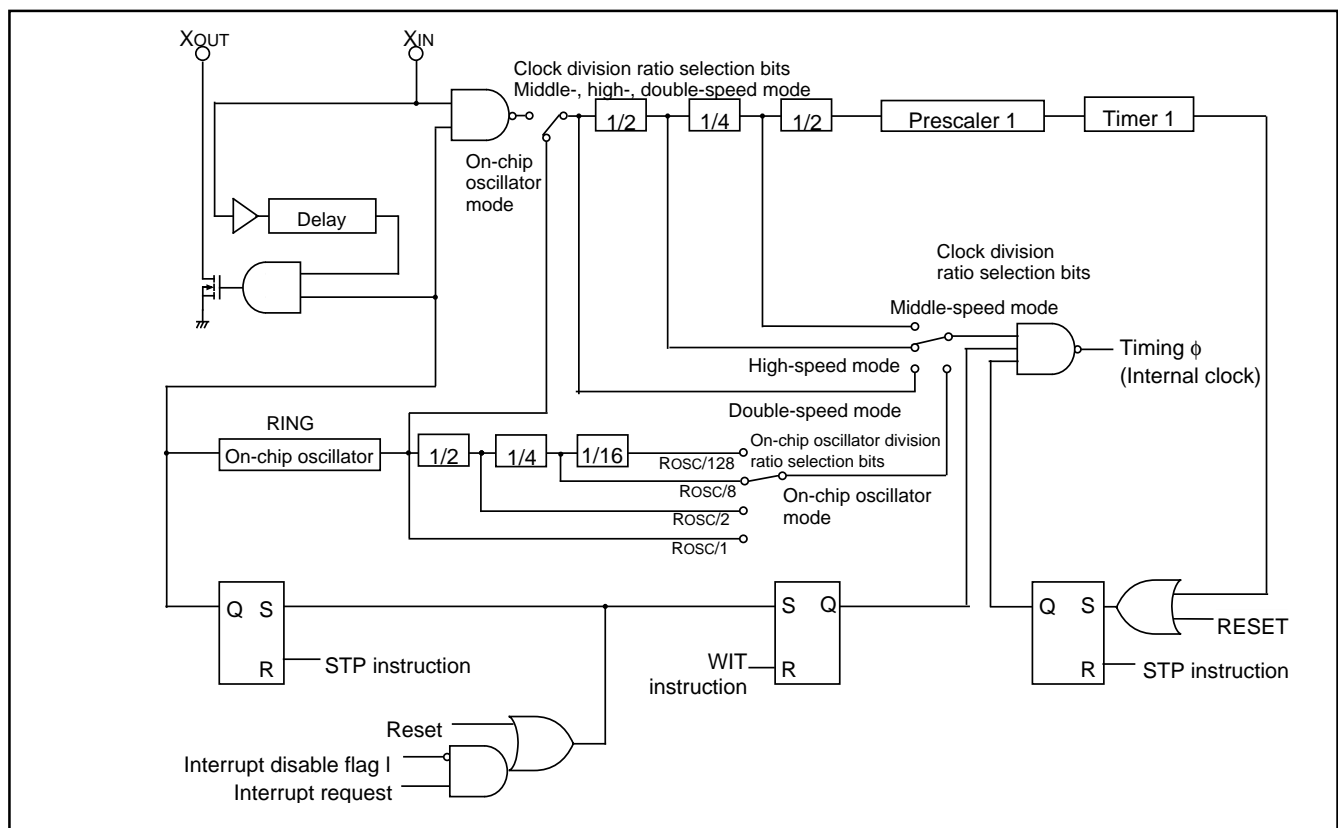 XOUT
XIN
Clock division ratio selection bits
Middle-, high-, double-speed mode
1/2
1/4
1/2
Prescaler 1
Timer 1
On-chip
oscillator
mode
Delay
Clock division
ratio selection bits
Middle-speed mode
High-speed mode
Timing ϕ
(Internal clock)
Double-speed mode
RING
On-chip oscillator
1/2
1/4
1/16
On-chip oscillator division
ratio selection bits
ROSC/128
ROSC/8
On-chip oscillator
mode
ROSC/2
ROSC/1
Q S
R
STP instruction
S Q
R
WIT
instruction
Q S
R
RESET
STP instruction
Reset
Interrupt disable flag I
Interrupt request